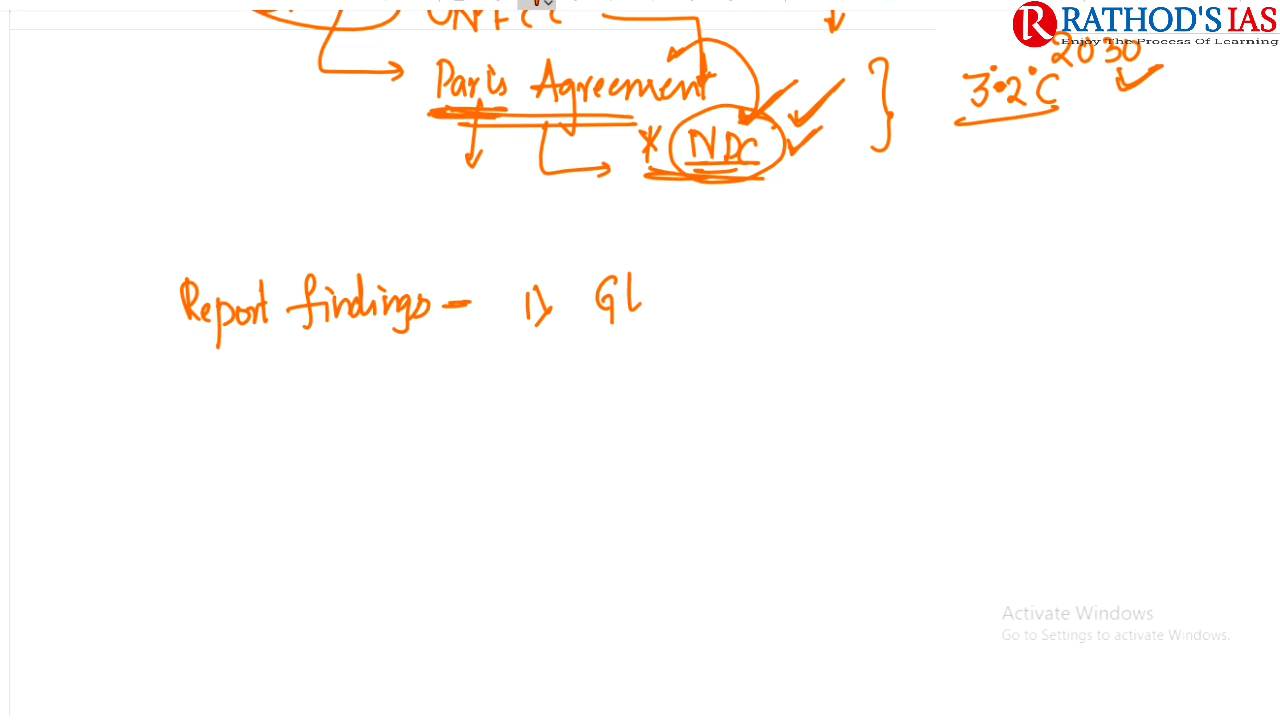 UNFCC
RATHOD'S IAS
Enjoy The Process Of Learning
2030
Paris Agreement
3.2°C
* NDC
Report findings - 1) Gl
Activate Windows
Go to Settings to activate Windows.